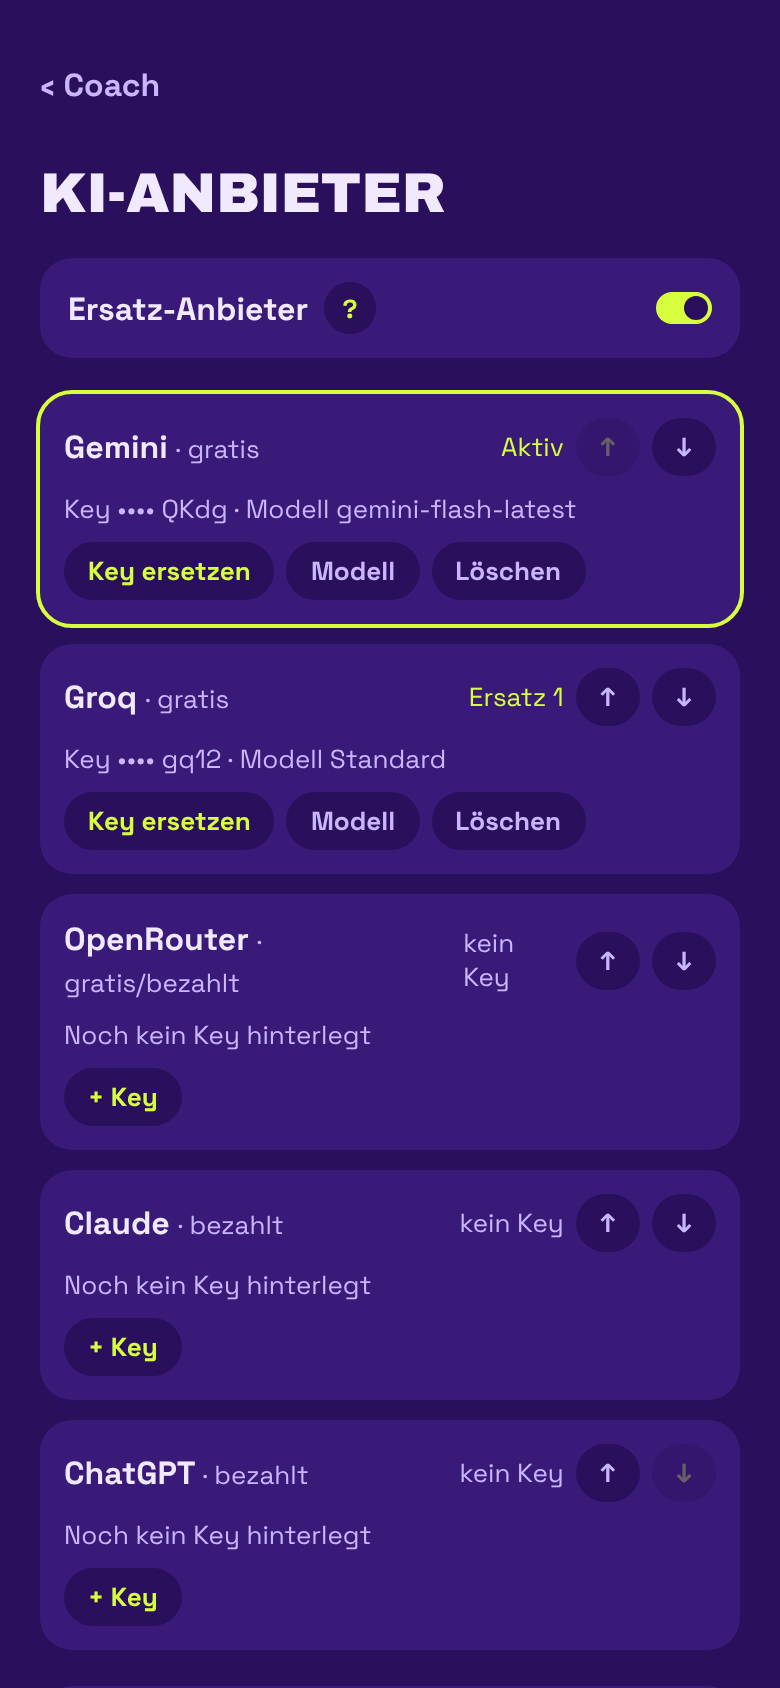 < Coach
KI-ANBIETER
Ersatz-Anbieter ?
Gemini · gratis Aktiv ↑ ↓
Key •••• QKdg · Modell gemini-flash-latest
Key ersetzen Modell Löschen
Groq · gratis Ersatz 1 ↑ ↓
Key •••• gq12 · Modell Standard
Key ersetzen Modell Löschen
OpenRouter ·
gratis/bezahlt
kein
Key
↑ ↓
Noch kein Key hinterlegt
+ Key
Claude · bezahlt kein Key ↑ ↓
Noch kein Key hinterlegt
+ Key
ChatGPT · bezahlt kein Key ↑ ↓
Noch kein Key hinterlegt
+ Key